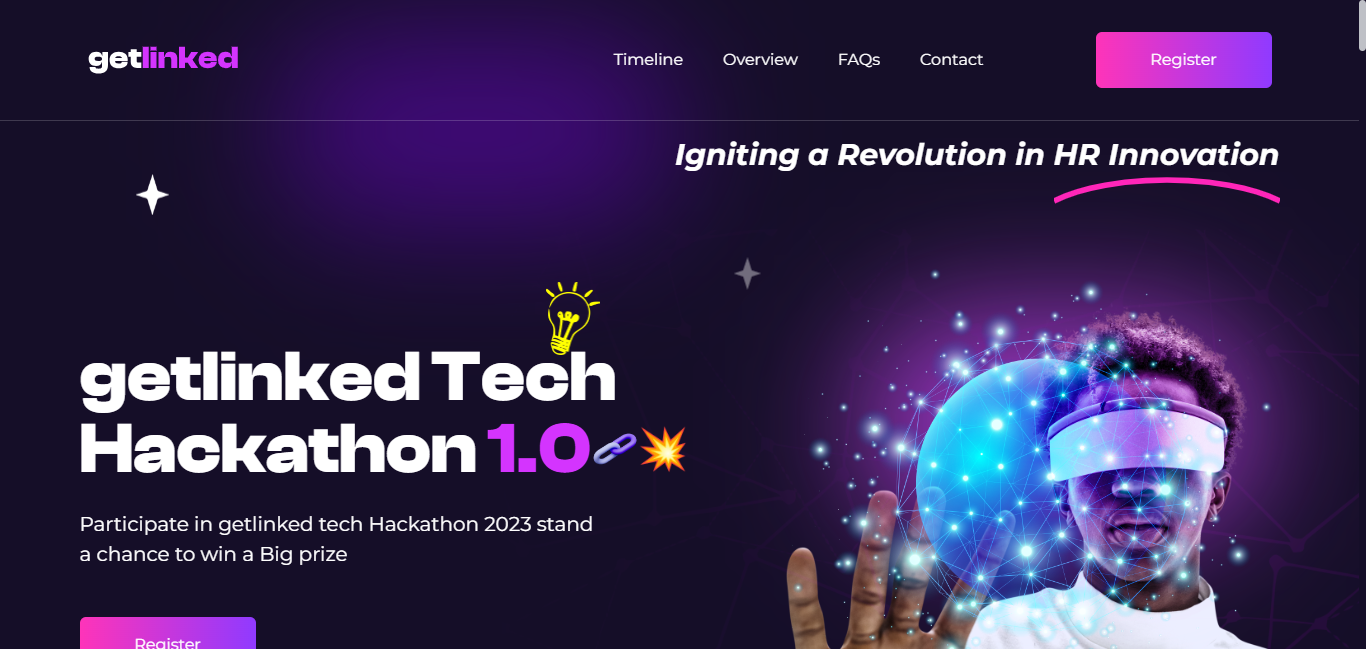 getlinked
Timeline Overview FAQs Contact Register
Igniting a Revolution in HR Innovation
getlinked Tech
Hackathon 1.0
Participate in getlinked tech Hackathon 2023 stand
a chance to win a Big prize
Register